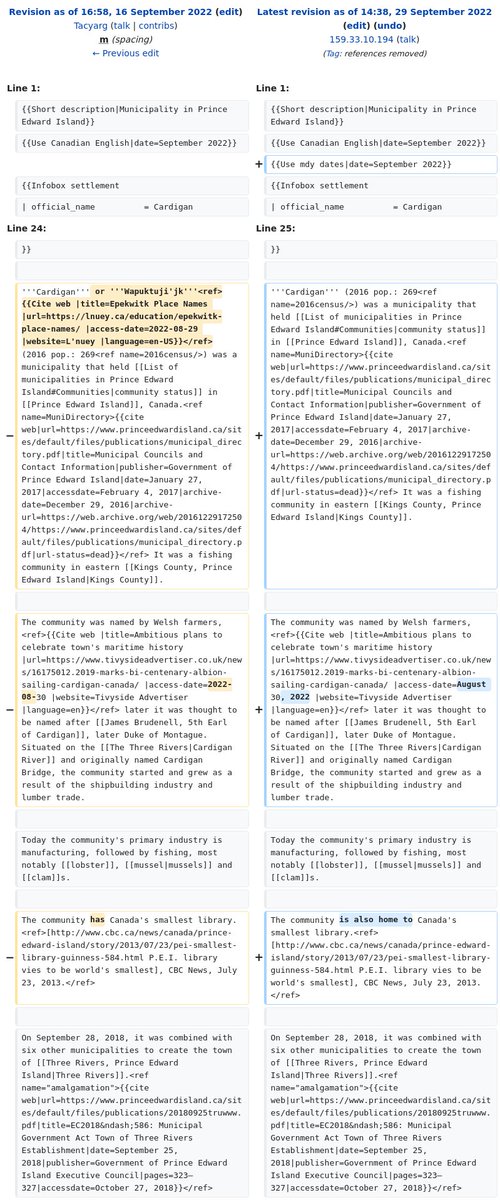 Revision as of 16:58, 16 September 2022 (edit)
Tacyarg (talk | contribs)
m (spacing)
← Previous edit
Latest revision as of 14:38, 29 September 2022
(edit) (undo)
159.33.10.194 (talk)
(Tag: references removed)
Line 1:
Line 1:
{{Short description|Municipality in Prince
Edward Island}}
{{Short description|Municipality in Prince
Edward Island}}
{{Use Canadian English|date=September 2022}}
{{Use Canadian English|date=September 2022}}
+ {{Use mdy dates|date=September 2022}}
{{Infobox settlement
{{Infobox settlement
| official_name          = Cardigan
| official_name          = Cardigan
Line 24:
Line 25:
}}
}}
− '''Cardigan''' or '''Wapuktuji'jk'''<ref>
{{Cite web |title=Epekwitk Place Names
|url=https://lnuey.ca/education/epekwitk-
place-names/ |access-date=2022-08-29
|website=L'nuey |language=en-US}}</ref>
(2016 pop.: 269<ref name=2016census/>) was a
municipality that held [[List of
municipalities in Prince Edward
Island#Communities|community status]] in
[[Prince Edward Island]], Canada.<ref
name=MuniDirectory>{{cite
web|url=https://www.princeedwardisland.ca/sit
es/default/files/publications/municipal_direc
tory.pdf|title=Municipal Councils and
Contact Information|publisher=Government of
Prince Edward Island|date=January 27,
2017|accessdate=February 4, 2017|archive-
date=December 29, 2016|archive-
url=https://web.archive.org/web/2016122917250
4/https://www.princeedwardisland.ca/sites/def
ault/files/publications/municipal_directory.p
df|url-status=dead}}</ref> It was a fishing
community in eastern [[Kings County, Prince
Edward Island|Kings County]].
+ '''Cardigan''' (2016 pop.: 269<ref
name=2016census/>) was a municipality that
held [[List of municipalities in Prince
Edward Island#Communities|community status]]
in [[Prince Edward Island]], Canada.<ref
name=MuniDirectory>{{cite
web|url=https://www.princeedwardisland.ca/sit
es/default/files/publications/municipal_direc
tory.pdf|title=Municipal Councils and
Contact Information|publisher=Government of
Prince Edward Island|date=January 27,
2017|accessdate=February 4, 2017|archive-
date=December 29, 2016|archive-
url=https://web.archive.org/web/2016122917250
4/https://www.princeedwardisland.ca/sites/def
ault/files/publications/municipal_directory.p
df|url-status=dead}}</ref> It was a fishing
community in eastern [[Kings County, Prince
Edward Island|Kings County]].
− The community was named by Welsh farmers,
<ref>{{Cite web |title=Ambitious plans to
celebrate town's maritime history
|url=https://www.tivysideadvertiser.co.uk/new
s/16175012.2019-marks-bi-centenary-albion-
sailing-cardigan-canada/ |access-date=2022-
08-30 |website=Tivyside Advertiser
|language=en}}</ref> later it was thought to
be named after [[James Brudenell, 5th Earl
of Cardigan]], later Duke of Montague.
Situated on the [[The Three Rivers|Cardigan
River]] and originally named Cardigan
Bridge, the community started and grew as a
result of the shipbuilding industry and
lumber trade.
+ The community was named by Welsh farmers,
<ref>{{Cite web |title=Ambitious plans to
celebrate town's maritime history
|url=https://www.tivysideadvertiser.co.uk/new
s/16175012.2019-marks-bi-centenary-albion-
sailing-cardigan-canada/ |access-date=August
30, 2022 |website=Tivyside Advertiser
|language=en}}</ref> later it was thought to
be named after [[James Brudenell, 5th Earl
of Cardigan]], later Duke of Montague.
Situated on the [[The Three Rivers|Cardigan
River]] and originally named Cardigan
Bridge, the community started and grew as a
result of the shipbuilding industry and
lumber trade.
Today the community's primary industry is
manufacturing, followed by fishing, most
notably [[lobster]], [[mussel|mussels]] and
[[clam]]s.
Today the community's primary industry is
manufacturing, followed by fishing, most
notably [[lobster]], [[mussel|mussels]] and
[[clam]]s.
− The community has Canada's smallest library.
<ref>[http://www.cbc.ca/news/canada/prince-
edward-island/story/2013/07/23/pei-smallest-
library-guinness-584.html P.E.I. library
vies to be world's smallest], CBC News, July
23, 2013.</ref>
+ The community is also home to Canada's
smallest library.<ref>
[http://www.cbc.ca/news/canada/prince-
edward-island/story/2013/07/23/pei-smallest-
library-guinness-584.html P.E.I. library
vies to be world's smallest], CBC News, July 23, 2013.
</ref>
On September 28, 2018, it was combined with
six other municipalities to create the town
of [[Three Rivers, Prince Edward
Island|Three Rivers]].<ref
name="amalgamation">{{cite
web|url=https://www.princeedwardisland.ca/sit
es/default/files/publications/20180925truwww.
pdf|title=EC2018&ndash;586: Municipal
Government Act Town of Three Rivers
Establishment|date=September 25,
2018|publisher=Government of Prince Edward
Island Executive Council|pages=323–
327|accessdate=October 27, 2018}}</ref>
On September 28, 2018, it was combined with
six other municipalities to create the town
of [[Three Rivers, Prince Edward
Island|Three Rivers]].<ref
name="amalgamation">{{cite
web|url=https://www.princeedwardisland.ca/sit
es/default/files/publications/20180925truwww.
pdf|title=EC2018&ndash;586: Municipal
Government Act Town of Three Rivers
Establishment|date=September 25,
2018|publisher=Government of Prince Edward
Island Executive Council|pages=323–
327|accessdate=October 27, 2018}}</ref>